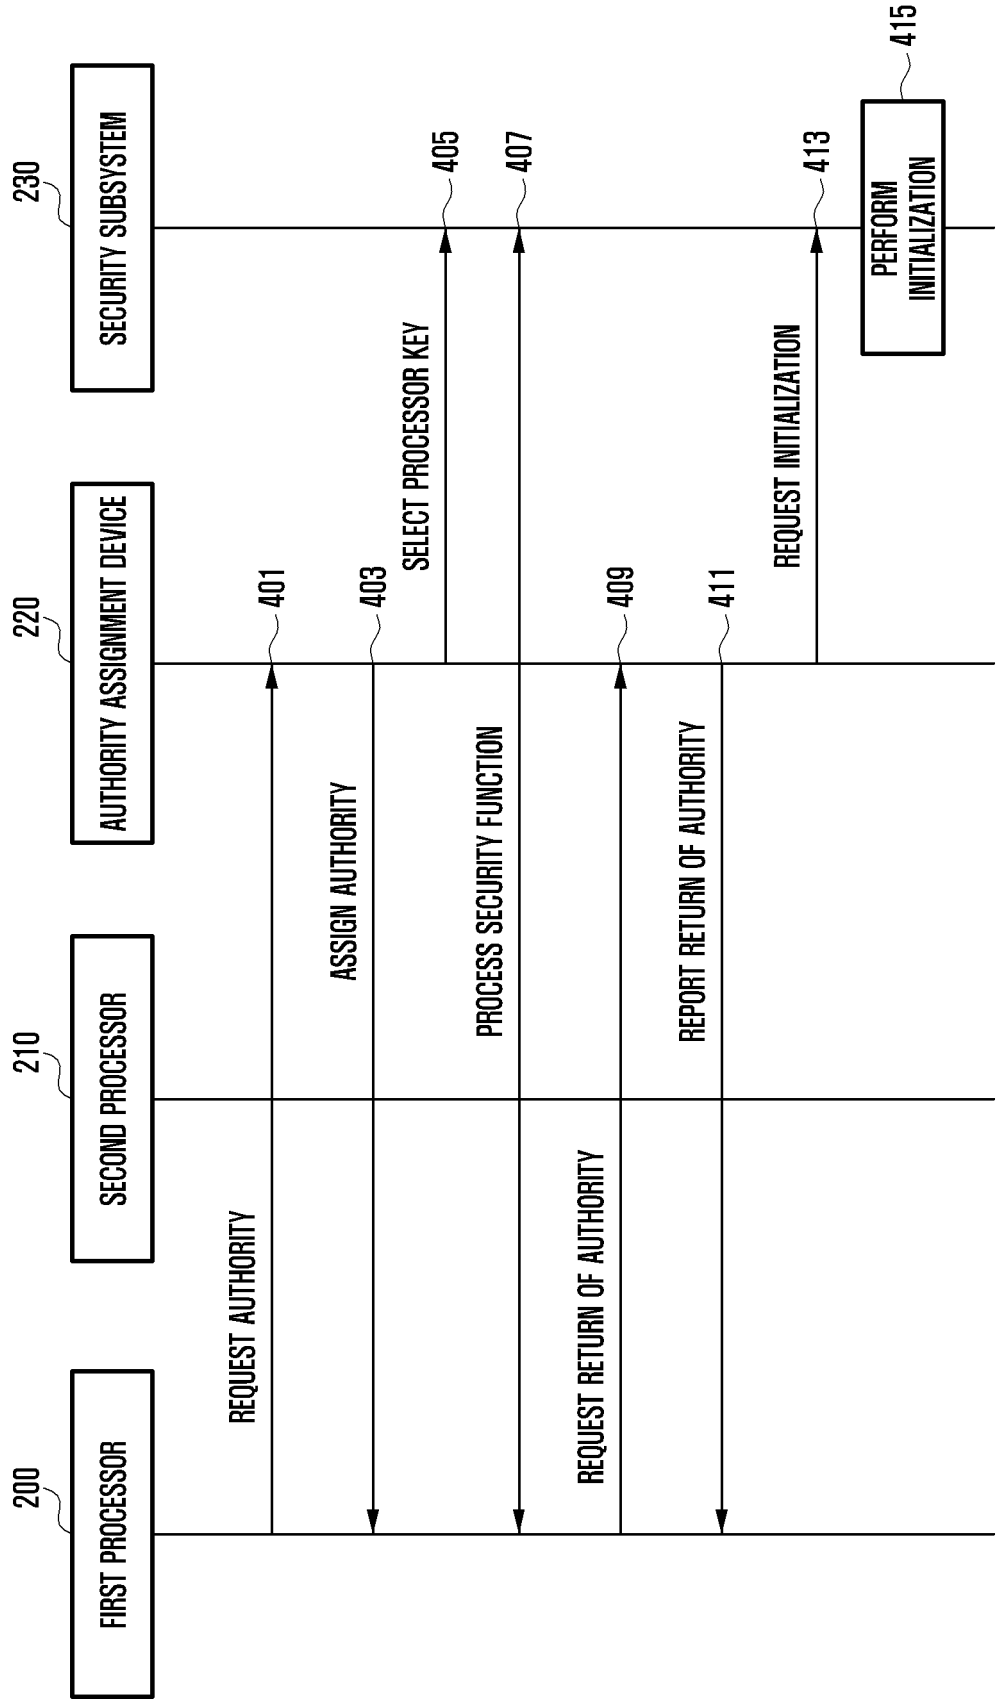 200
210
220
230
FIRST PROCESSOR
SECOND PROCESSOR
AUTHORITY ASSIGNMENT DEVICE
SECURITY SUBSYSTEM
REQUEST AUTHORITY
401
ASSIGN AUTHORITY
403
SELECT PROCESSOR KEY
405
PROCESS SECURITY FUNCTION
407
REQUEST RETURN OF AUTHORITY
409
REPORT RETURN OF AUTHORITY
411
REQUEST INITIALIZATION
413
PERFORM
INITIALIZATION
415